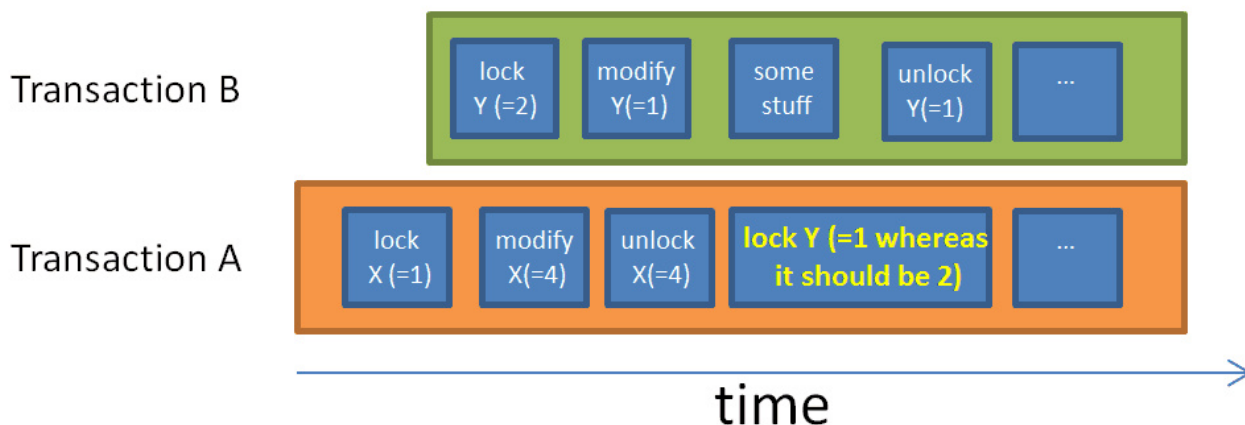 Transaction B
lock
Y (=2)
modify
Y(=1)
some
stuff
unlock
Y(=1)
...
Transaction A
lock
X (=1)
modify
X(=4)
unlock
X(=4)
lock Y (=1 whereas
it should be 2)
...
time